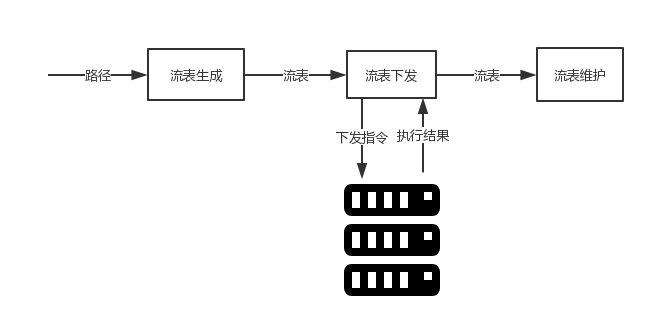 路径
流表生成
流表
流表下发
流表
流表维护
下发指令
执行结果